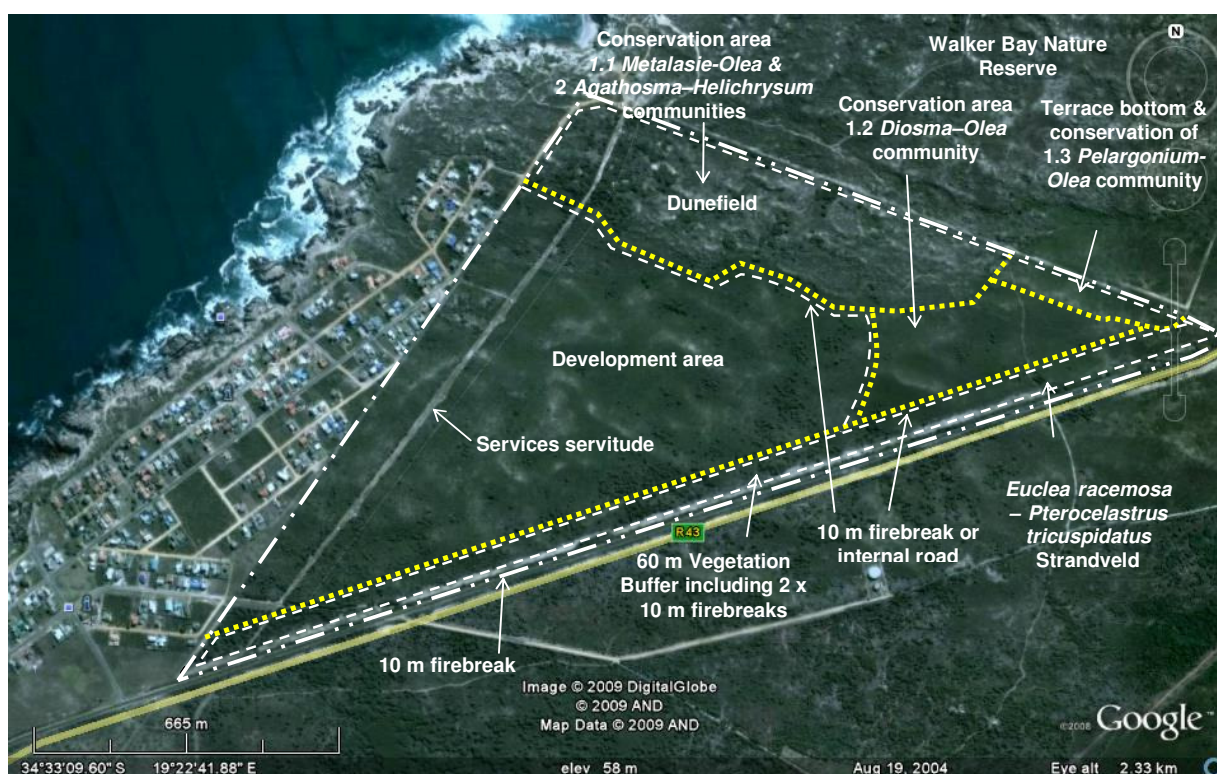 Conservation area
1.1 Metalasie-Olea &
2 Agathosma–Helichrysum
communities
Walker Bay Nature
Reserve
N
Conservation area
1.2 Diosma–Olea
community
Terrace bottom &
conservation of
1.3 Pelargonium-
Olea community
Dunefield
Development area
Services servitude
Euclea racemosa
– Pterocelastrus
tricuspidatus
Strandveld
R43
60 m Vegetation
Buffer including 2 x
10 m firebreaks
10 m firebreak or
internal road
10 m firebreak
Image © 2009 DigitalGlobe
© 2009 AND
Map Data © 2009 AND
665 m
©2008 Google™
34°33'09.60" S 19°22'41.88" E elev 58 m Aug 19, 2004 Eye alt 2.33 km